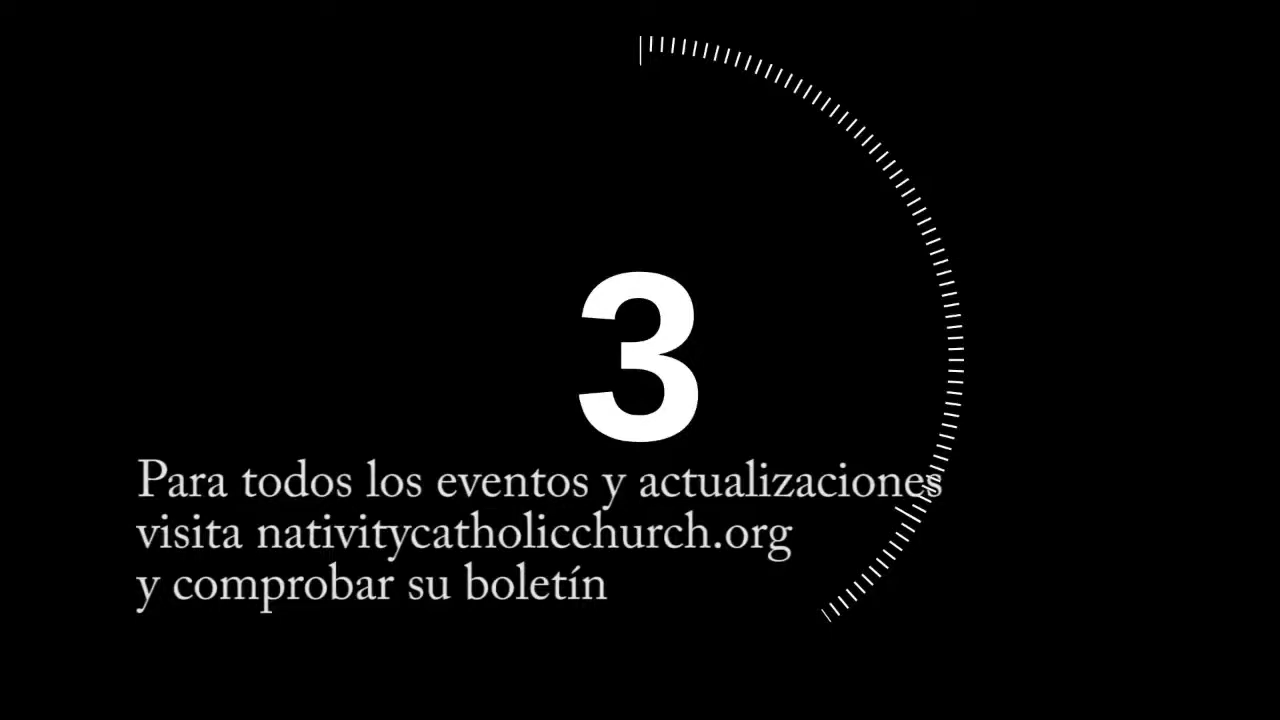 3
Para todos los eventos y actualizaciones
visita nativitycatholicchurch.org
y comprobar su boletín